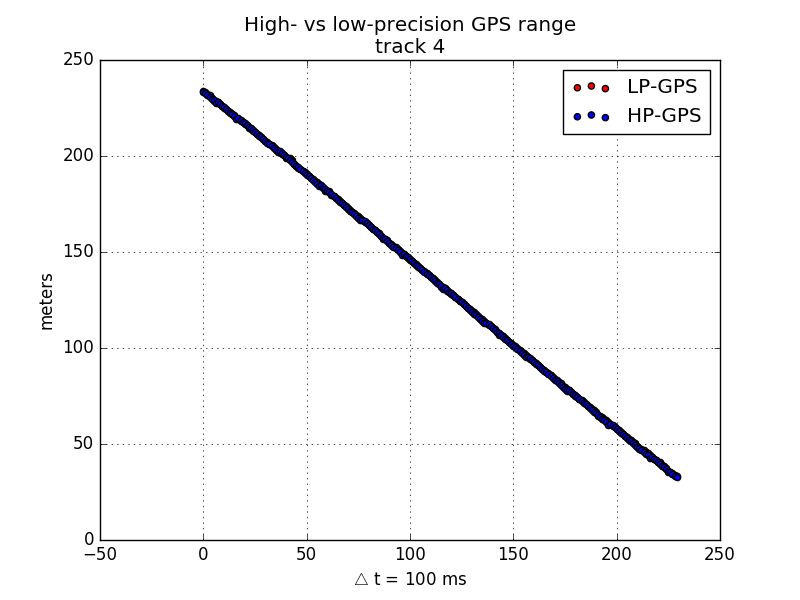 High- vs low-precision GPS range
track 4
250
LP-GPS
HP-GPS
200
150
meters
100
50
0
−50 0 50 100 150 200 250
△ t = 100 ms